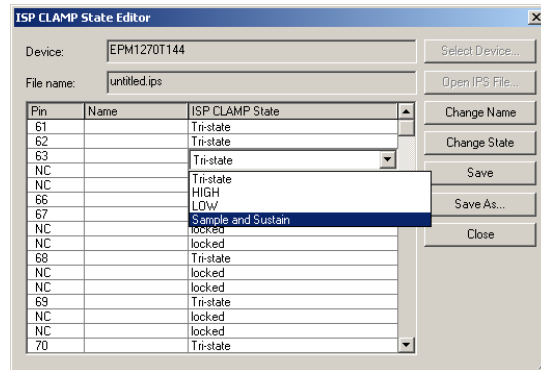 ISP CLAMP State Editor
Device: EPM1270T144 Select Device...
File name: untitled.ips Open IPS File...
Pin Name ISP CLAMP State Change Name
61 Tri-state
62 Tri-state Change State
63 Tri-state
NC Tri-state Save
NC HIGH
66 LOW Save As...
67 Sample and Sustain
NC locked Close
NC locked
68 Tri-state
NC locked
NC locked
69 Tri-state
NC locked
NC locked
70 Tri-state